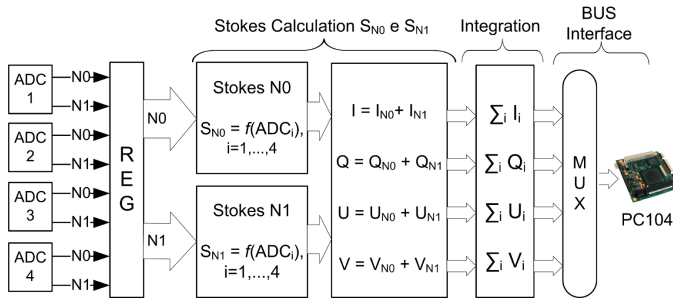 Stokes Calculation S_N0 e S_N1
Integration
BUS
Interface
ADC
1
N0
N1
ADC
2
N0
N1
ADC
3
N0
N1
ADC
4
N0
N1
R
E
G
N0
N1
Stokes N0
S_N0 = f(ADC_i),
i=1,...,4
Stokes N1
S_N1 = f(ADC_i),
i=1,...,4
I = I_N0 + I_N1
Q = Q_N0 + Q_N1
U = U_N0 + U_N1
V = V_N0 + V_N1
∑_i I_i
∑_i Q_i
∑_i U_i
∑_i V_i
M
U
X
PC104